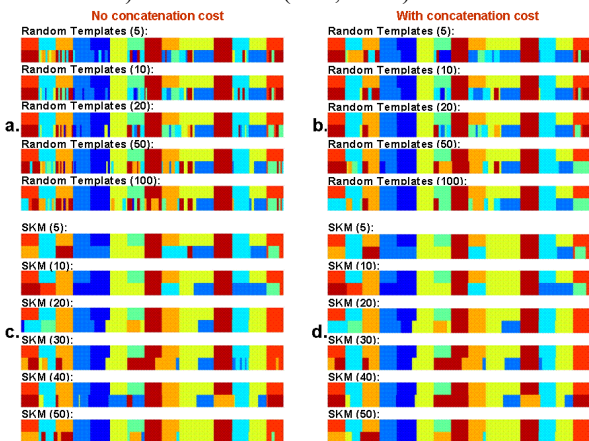 No concatenation cost
With concatenation cost
Random Templates (5):
Random Templates (5):
Random Templates (10):
Random Templates (10):
Random Templates (20):
Random Templates (20):
a.
b.
Random Templates (50):
Random Templates (50):
Random Templates (100):
Random Templates (100):
SKM (5):
SKM (5):
SKM (10):
SKM (10):
SKM (20):
SKM (20):
c.
d.
SKM (30):
SKM (30):
SKM (40):
SKM (40):
SKM (50):
SKM (50):